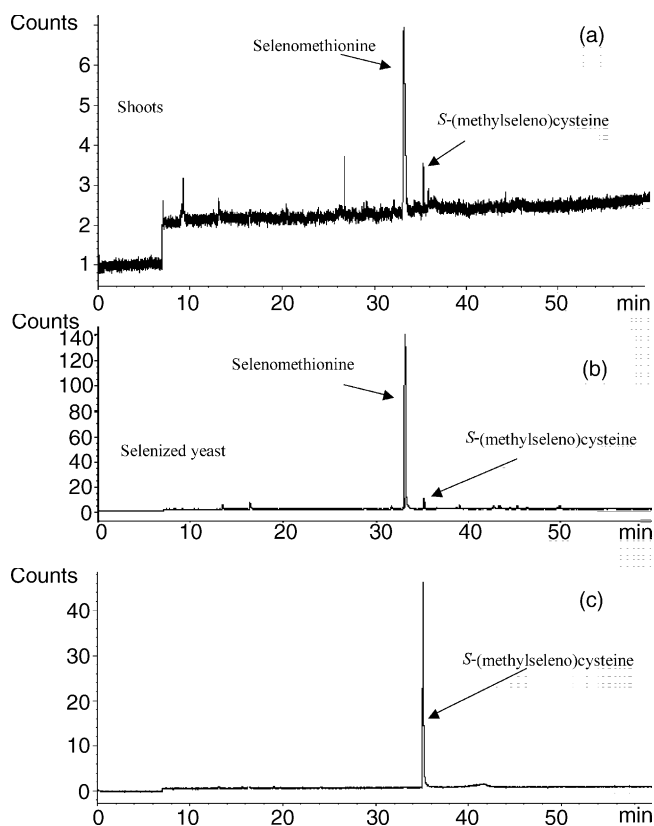 Counts
(a)
Selenomethionine
7
6
Shoots
5
S-(methylseleno)cysteine
4
3
2
1
0 10 20 30 40 50 min
Counts
140
(b)
120
Selenomethionine
100
80
S-(methylseleno)cysteine
60
Selenized yeast
40
20
0
0 10 20 30 40 50 min
Counts
(c)
40
S-(methylseleno)cysteine
30
20
10
0
0 10 20 30 40 50 min